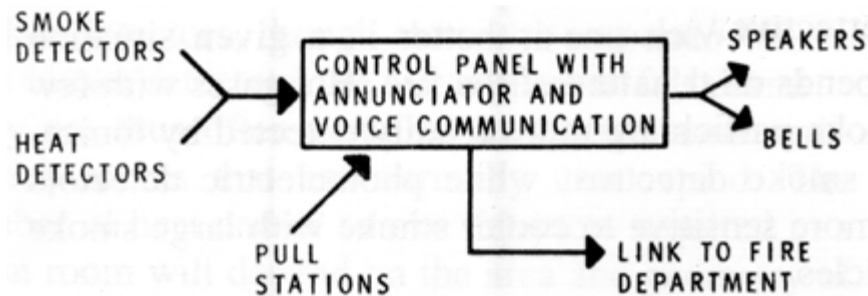 SMOKE
DETECTORS
HEAT
DETECTORS
CONTROL PANEL WITH
ANNUNCIATOR AND
VOICE COMMUNICATION
SPEAKERS
BELLS
PULL
STATIONS
LINK TO FIRE
DEPARTMENT